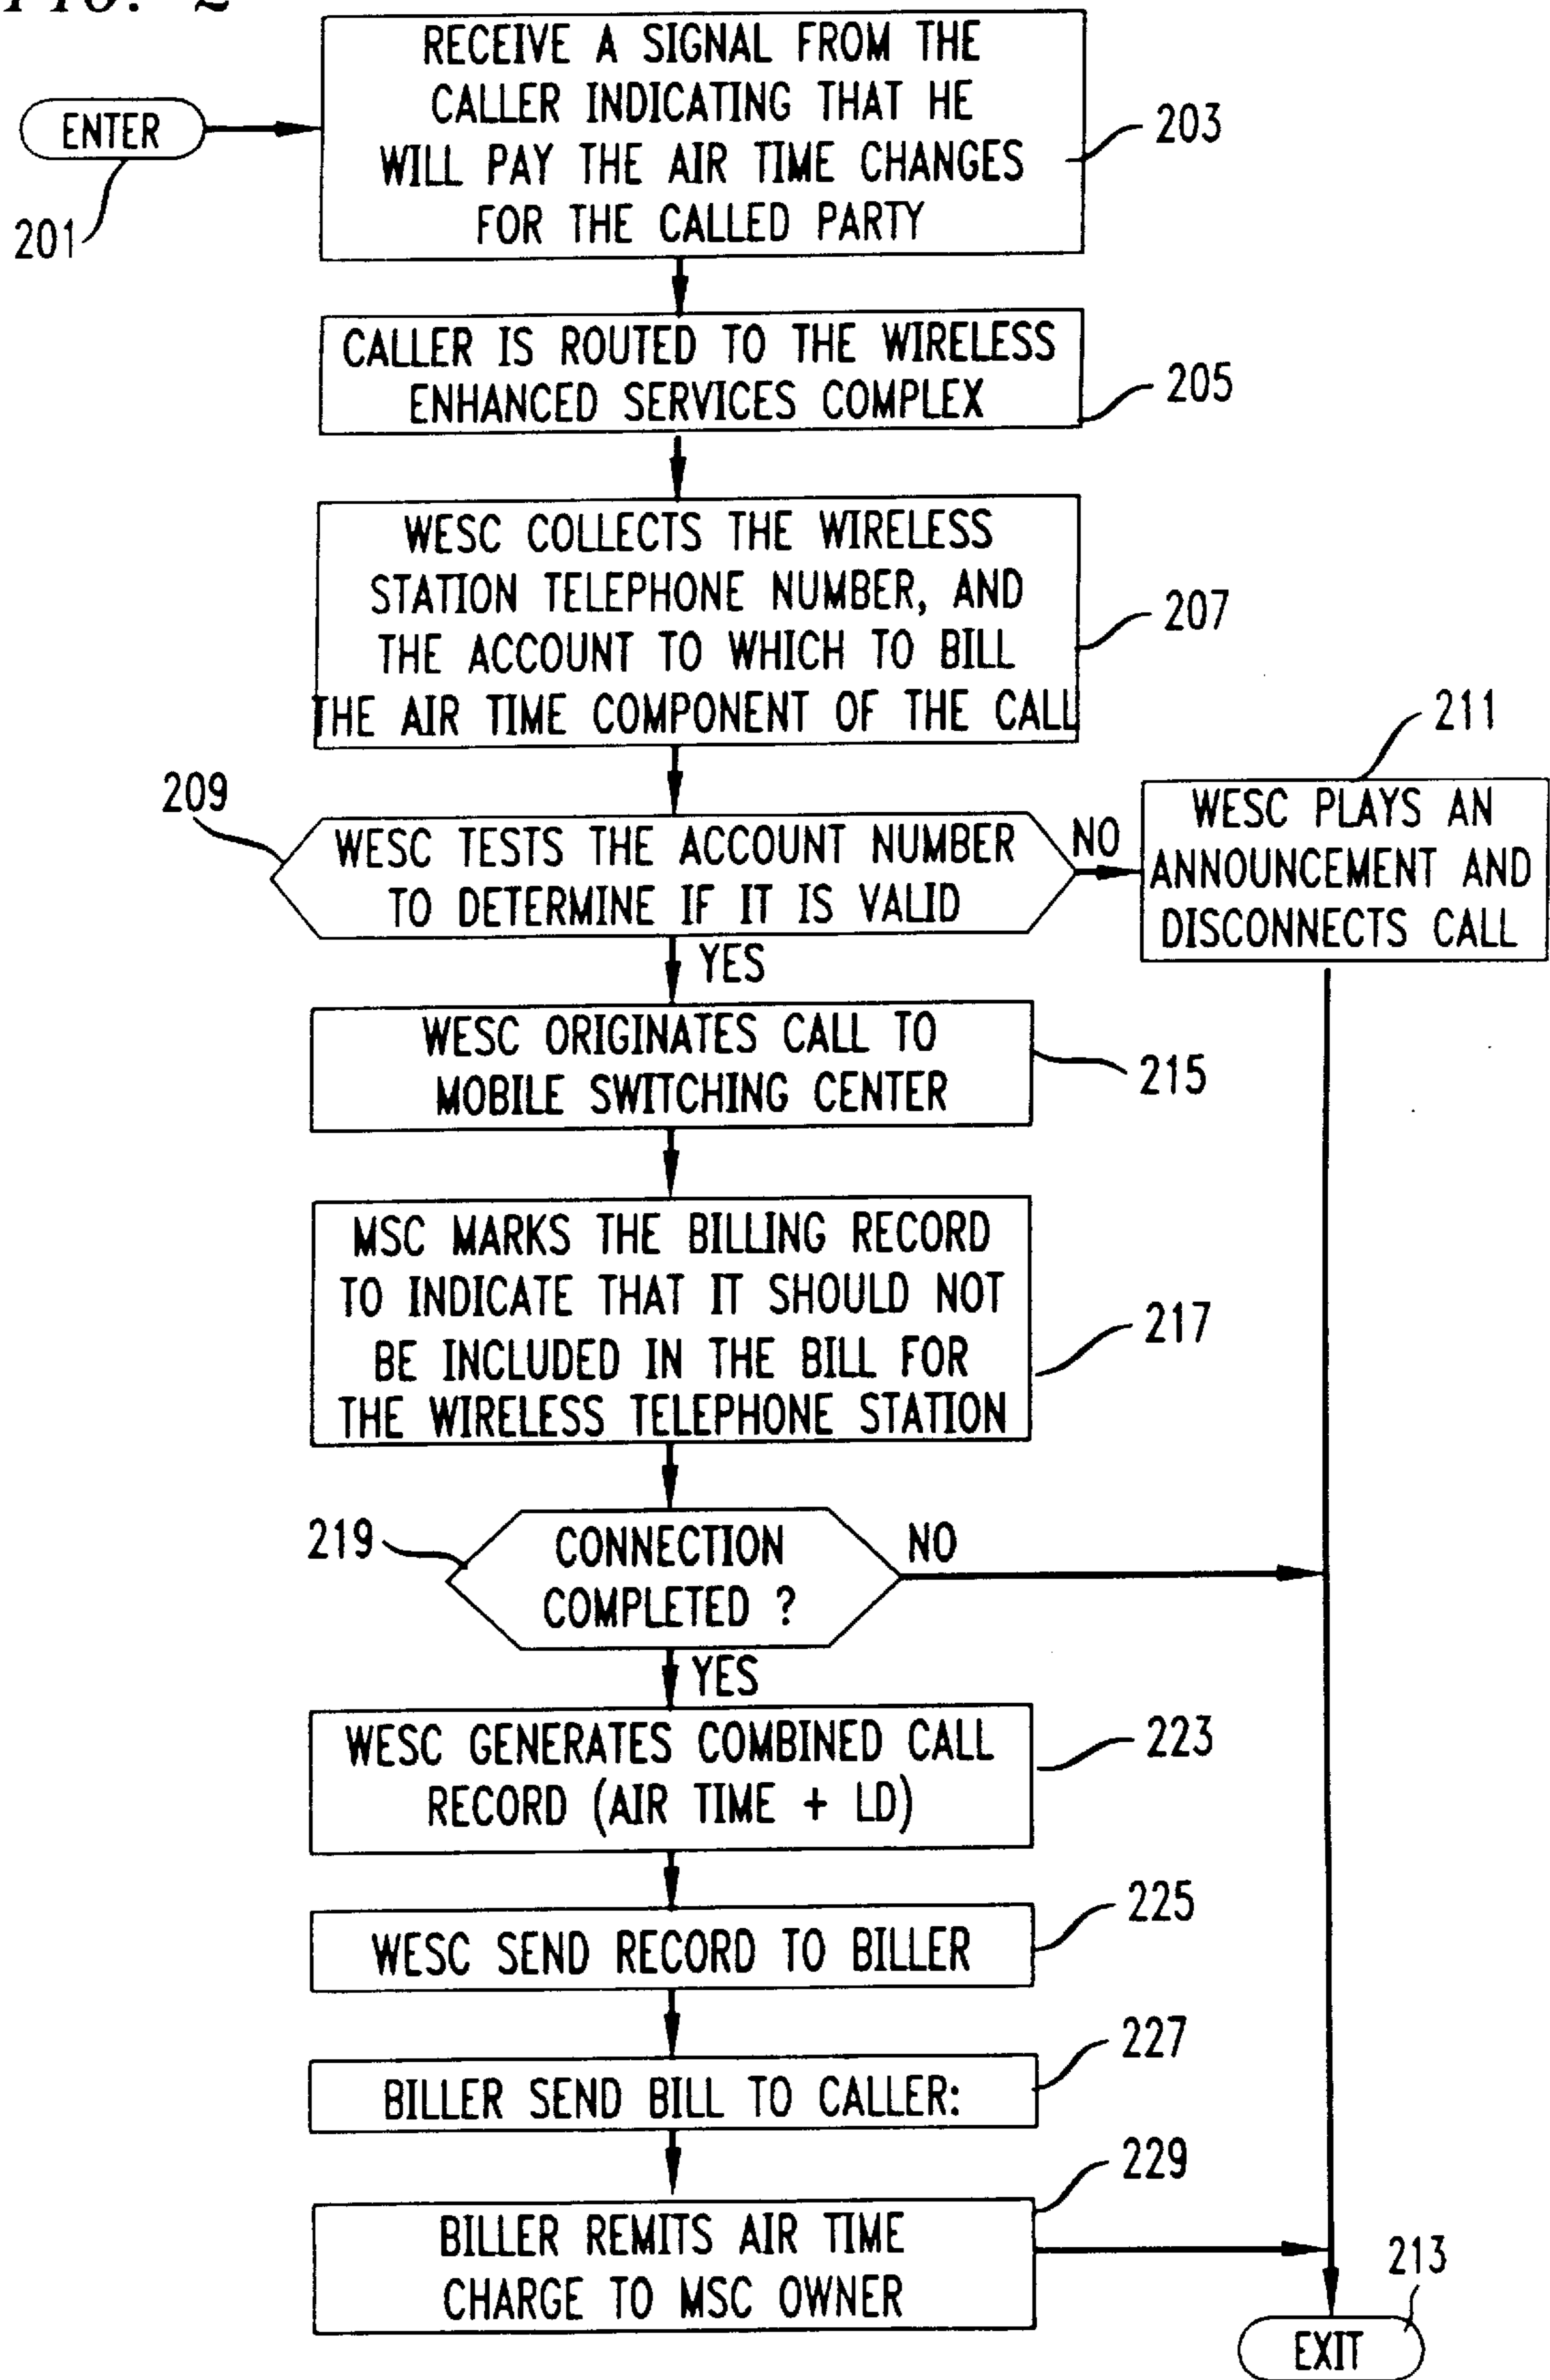 FIG. 2
RECEIVE A SIGNAL FROM THE
CALLER INDICATING THAT HE
WILL PAY THE AIR TIME CHANGES
FOR THE CALLED PARTY
ENTER
201
203
CALLER IS ROUTED TO THE WIRELESS
ENHANCED SERVICES COMPLEX
205
WESC COLLECTS THE WIRELESS
STATION TELEPHONE NUMBER, AND
THE ACCOUNT TO WHICH TO BILL
THE AIR TIME COMPONENT OF THE CALL
207
209
WESC TESTS THE ACCOUNT NUMBER
TO DETERMINE IF IT IS VALID
NO
211
WESC PLAYS AN
ANNOUNCEMENT AND
DISCONNECTS CALL
YES
WESC ORIGINATES CALL TO
MOBILE SWITCHING CENTER
215
MSC MARKS THE BILLING RECORD
TO INDICATE THAT IT SHOULD NOT
BE INCLUDED IN THE BILL FOR
THE WIRELESS TELEPHONE STATION
217
219
CONNECTION
COMPLETED ?
NO
YES
WESC GENERATES COMBINED CALL
RECORD (AIR TIME + LD)
223
WESC SEND RECORD TO BILLER
225
BILLER SEND BILL TO CALLER:
227
BILLER REMITS AIR TIME
CHARGE TO MSC OWNER
229
213
EXIT